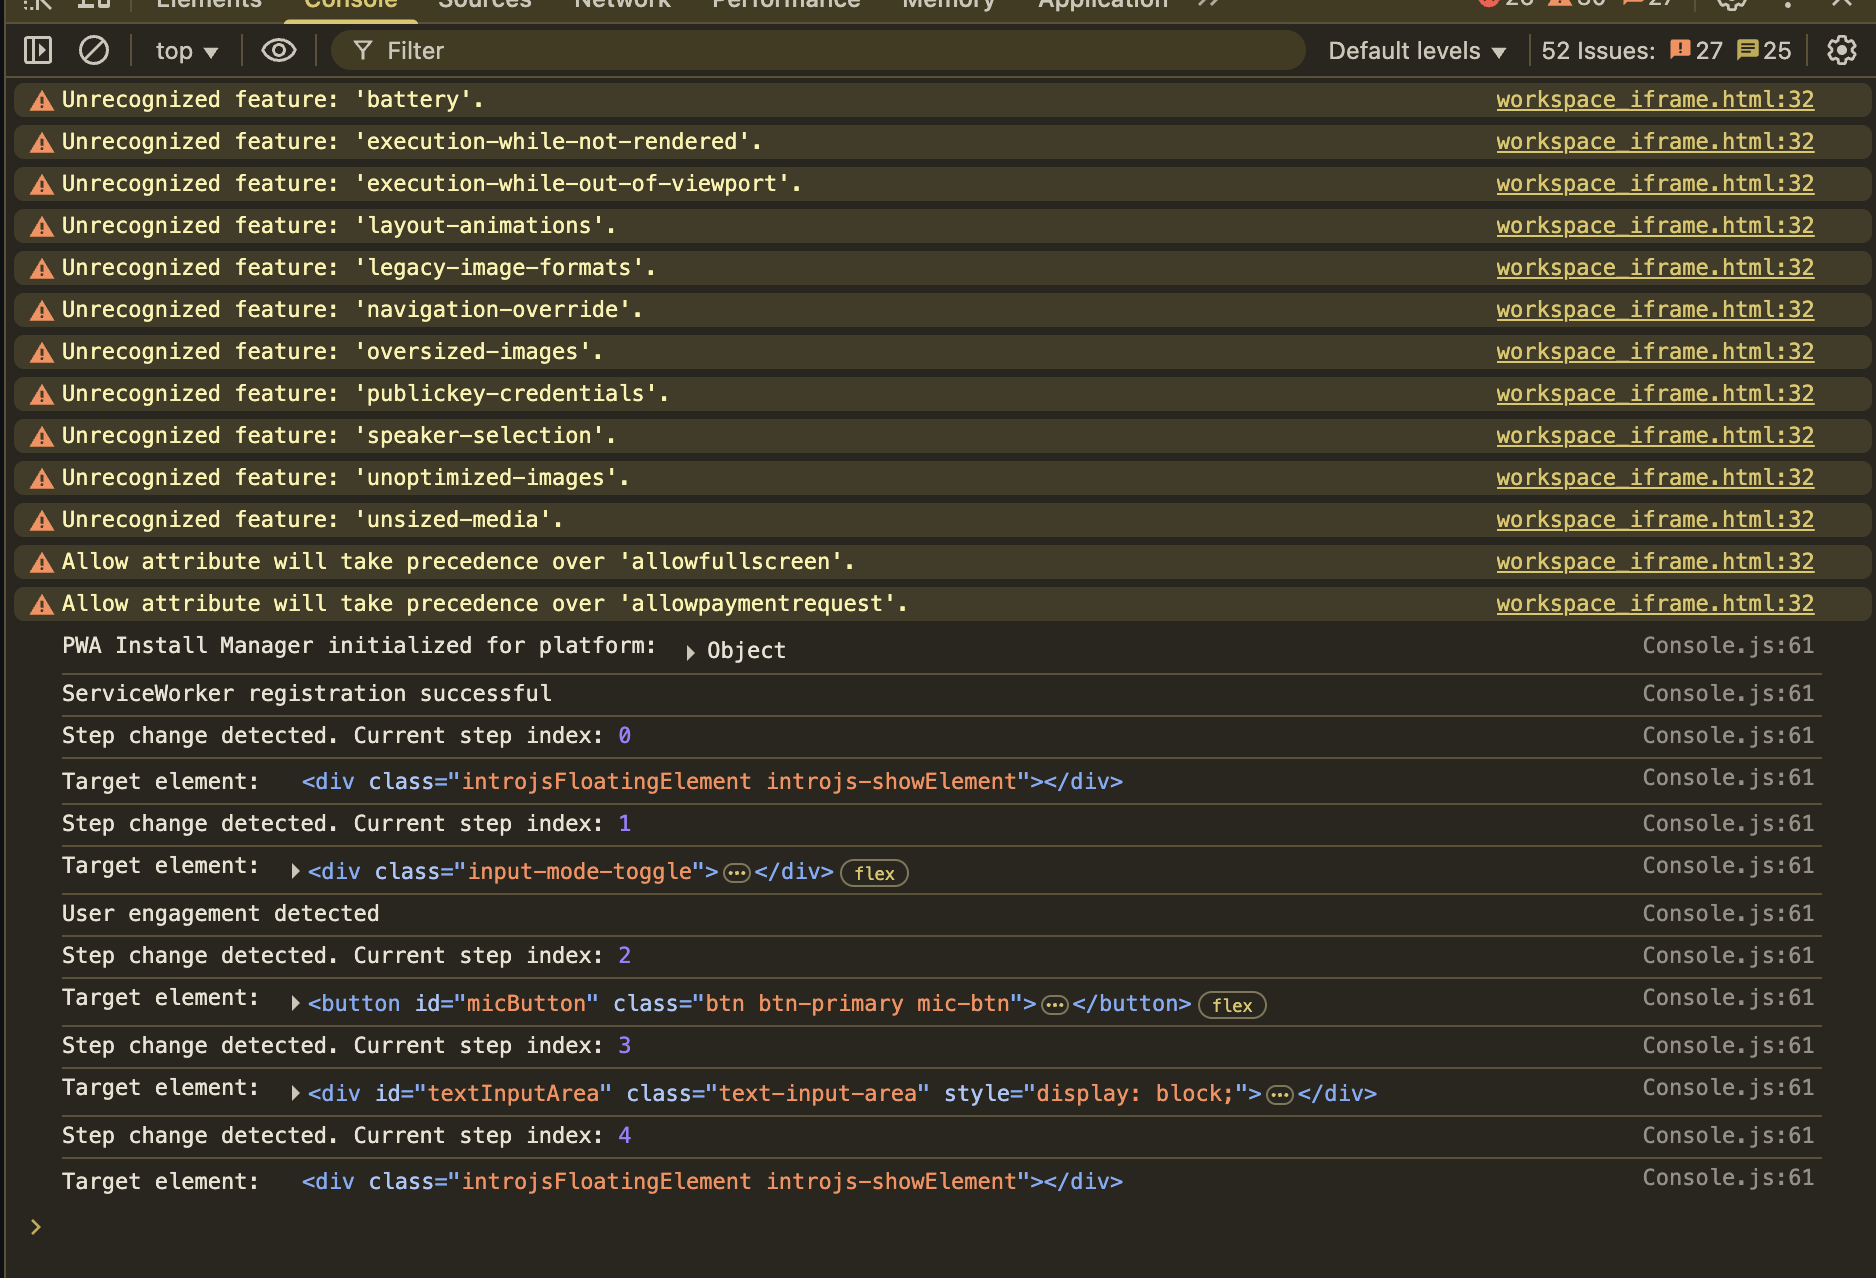 Elements Console Sources Network Performance Memory Application
top Filter Default levels 52 Issues: 27 25
Unrecognized feature: 'battery'. workspace_iframe.html:32
Unrecognized feature: 'execution-while-not-rendered'. workspace_iframe.html:32
Unrecognized feature: 'execution-while-out-of-viewport'. workspace_iframe.html:32
Unrecognized feature: 'layout-animations'. workspace_iframe.html:32
Unrecognized feature: 'legacy-image-formats'. workspace_iframe.html:32
Unrecognized feature: 'navigation-override'. workspace_iframe.html:32
Unrecognized feature: 'oversized-images'. workspace_iframe.html:32
Unrecognized feature: 'publickey-credentials'. workspace_iframe.html:32
Unrecognized feature: 'speaker-selection'. workspace_iframe.html:32
Unrecognized feature: 'unoptimized-images'. workspace_iframe.html:32
Unrecognized feature: 'unsized-media'. workspace_iframe.html:32
Allow attribute will take precedence over 'allowfullscreen'. workspace_iframe.html:32
Allow attribute will take precedence over 'allowpaymentrequest'. workspace_iframe.html:32
PWA Install Manager initialized for platform: Object Console.js:61
ServiceWorker registration successful Console.js:61
Step change detected. Current step index: 0 Console.js:61
Target element: <div class="introjsFloatingElement introjs-showElement"></div> Console.js:61
Step change detected. Current step index: 1 Console.js:61
Target element: <div class="input-mode-toggle">…</div> flex Console.js:61
User engagement detected Console.js:61
Step change detected. Current step index: 2 Console.js:61
Target element: <button id="micButton" class="btn btn-primary mic-btn">…</button> flex Console.js:61
Step change detected. Current step index: 3 Console.js:61
Target element: <div id="textInputArea" class="text-input-area" style="display: block;">…</div> Console.js:61
Step change detected. Current step index: 4 Console.js:61
Target element: <div class="introjsFloatingElement introjs-showElement"></div> Console.js:61